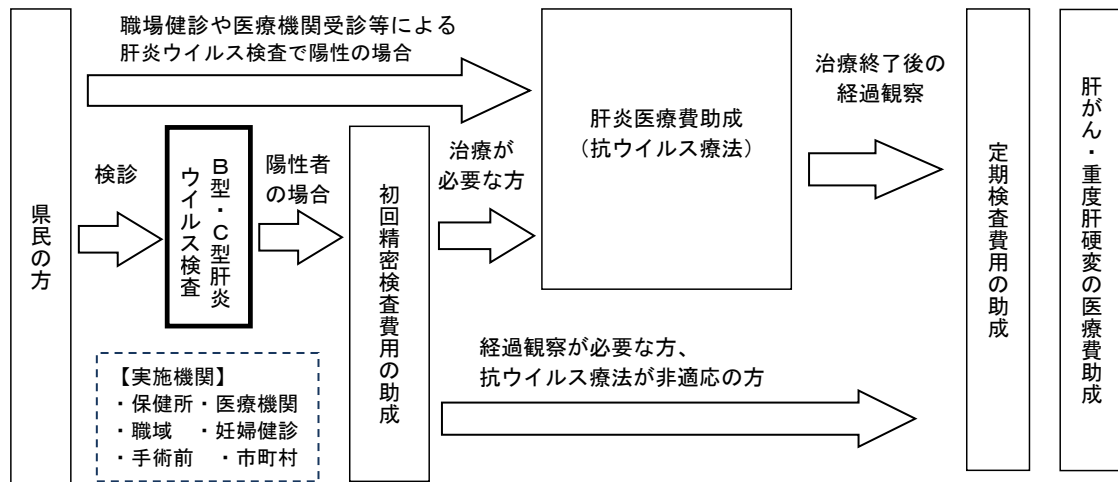 職場健診や医療機関受診等による
肝炎ウイルス検査で陽性の場合
県民の方
検診
B型・C型肝炎
ウイルス検査
陽性者
の場合
【実施機関】
・保健所・医療機関
・職域　・妊婦健診
・手術前　・市町村
初回精密検査費用の助成
治療が
必要な方
肝炎医療費助成
（抗ウイルス療法）
治療終了後の
経過観察
経過観察が必要な方、
抗ウイルス療法が非適応の方
定期検査費用の助成
肝がん・重度肝硬変の医療費助成